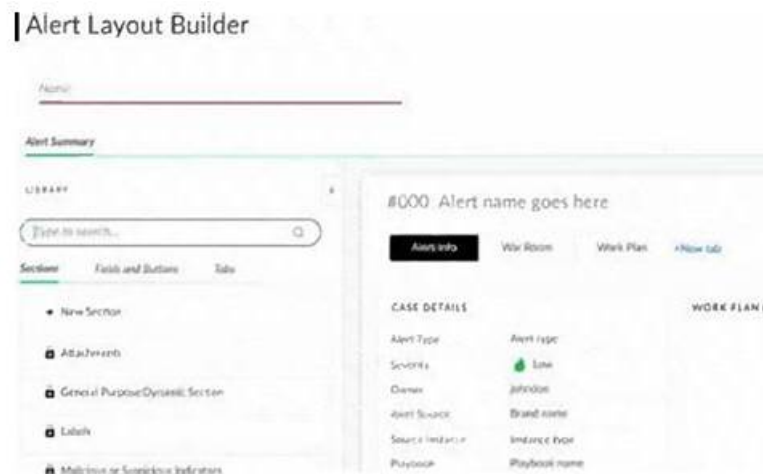 Alert Layout Builder
Name
Alert Summary
LIBRARY
Type to search...
Sections Fields and Buttons Tabs
New Section
Attachments
General Purpose Dynamic Section
Labels
Malicious or Suspicious Indicators
#000 Alert name goes here
Alert Info War Room Work Plan +New tab
CASE DETAILS
Alert Type Alert type
Severity Low
Owner johndon
Alert Source Brand name
Source Instance Instance type
Playbook Playbook name
WORK PLAN